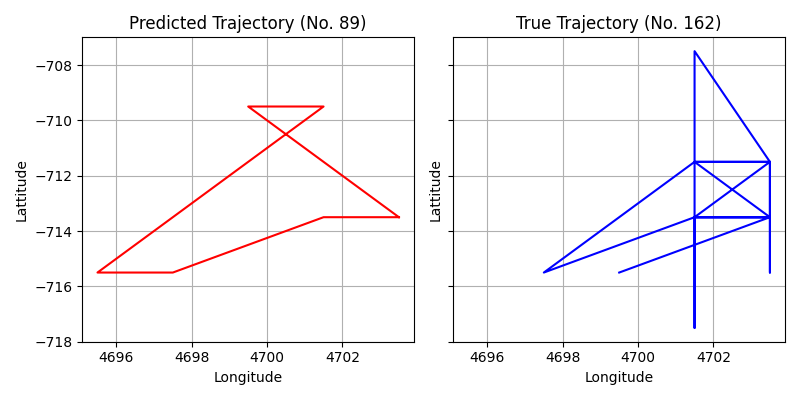 Predicted Trajectory (No. 89)
True Trajectory (No. 162)
Lattitude
−708
−710
−712
−714
−716
−718
4696 4698 4700 4702
Longitude
Lattitude
4696 4698 4700 4702
Longitude